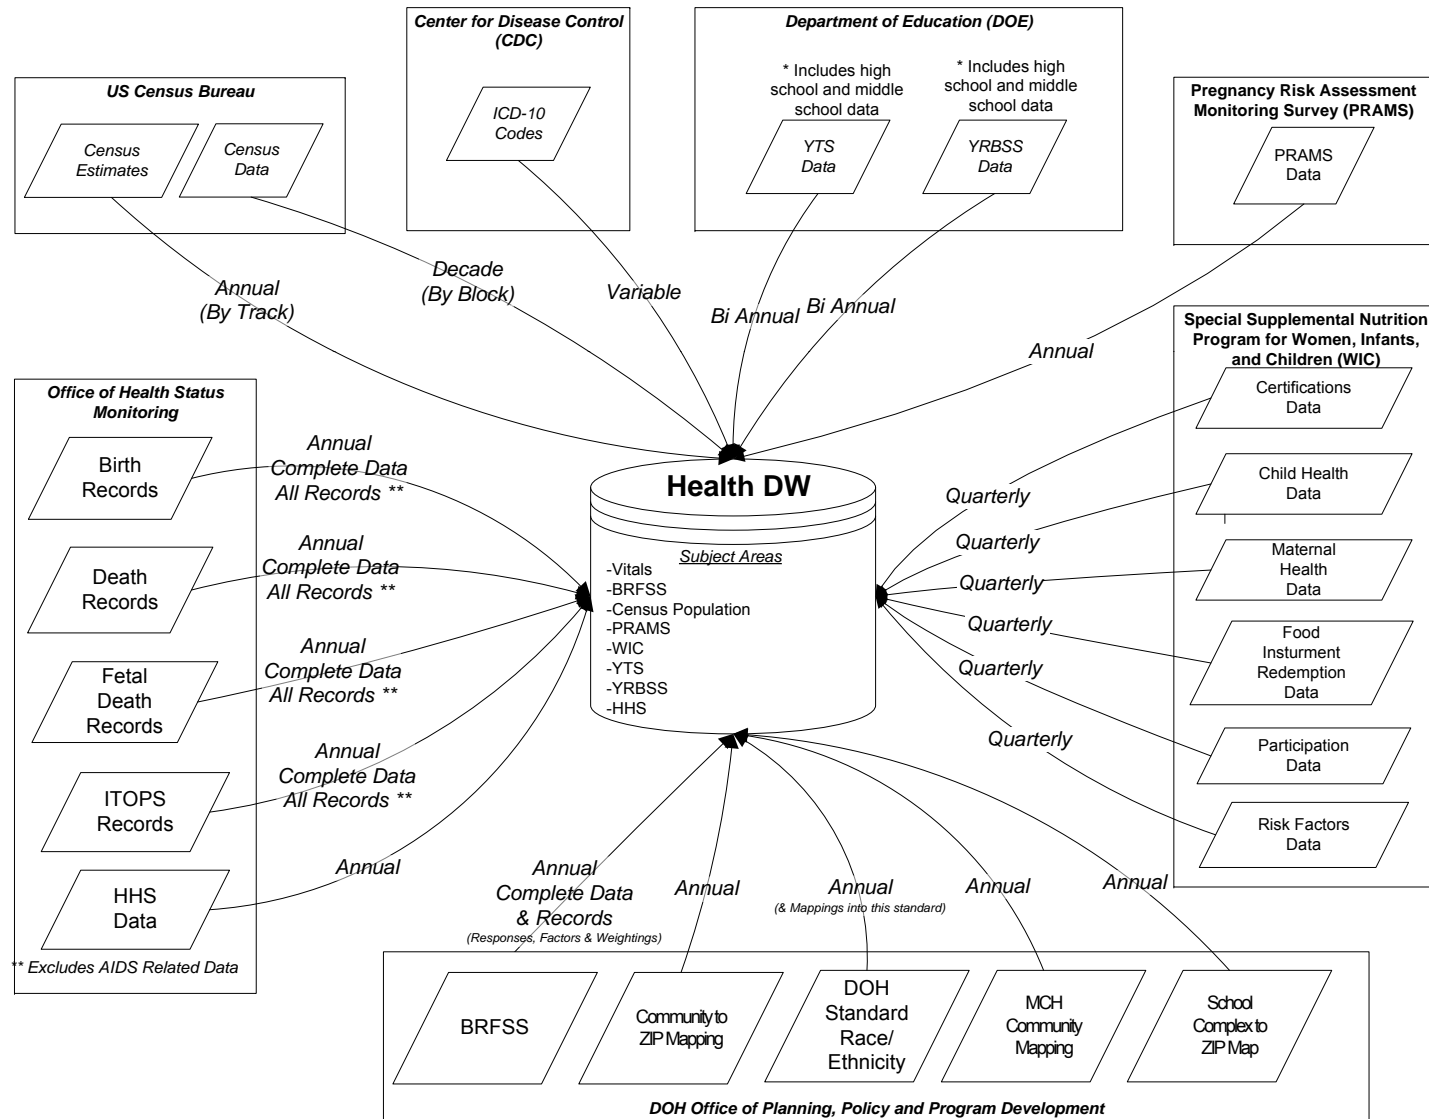 Center for Disease Control
(CDC)
ICD-10
Codes
Department of Education (DOE)
* Includes high
school and middle
school data
YTS
Data
* Includes high
school and middle
school data
YRBSS
Data
US Census Bureau
Census
Estimates
Census
Data
Pregnancy Risk Assessment
Monitoring Survey (PRAMS)
PRAMS
Data
Annual
(By Track)
Decade
(By Block)
Variable
Bi Annual
Bi Annual
Annual
Special Supplemental Nutrition
Program for Women, Infants,
and Children (WIC)
Certifications
Data
Child Health
Data
Maternal
Health
Data
Food
Insturment
Redemption
Data
Participation
Data
Risk Factors
Data
Quarterly
Quarterly
Quarterly
Quarterly
Quarterly
Quarterly
Office of Health Status
Monitoring
Birth
Records
Death
Records
Fetal
Death
Records
ITOPS
Records
HHS
Data
** Excludes AIDS Related Data
Annual
Complete Data
All Records **
Annual
Complete Data
All Records **
Annual
Complete Data
All Records **
Annual
Complete Data
All Records **
Annual
Health DW
Subject Areas
-Vitals
-BRFSS
-Census Population
-PRAMS
-WIC
-YTS
-YRBSS
-HHS
Annual
Complete Data
& Records
(Responses, Factors & Weightings)
Annual
Annual
(& Mappings into this standard)
Annual
Annual
BRFSS
Community to
ZIP Mapping
DOH
Standard
Race/
Ethnicity
MCH
Community
Mapping
School
Complex to
ZIP Map
DOH Office of Planning, Policy and Program Development